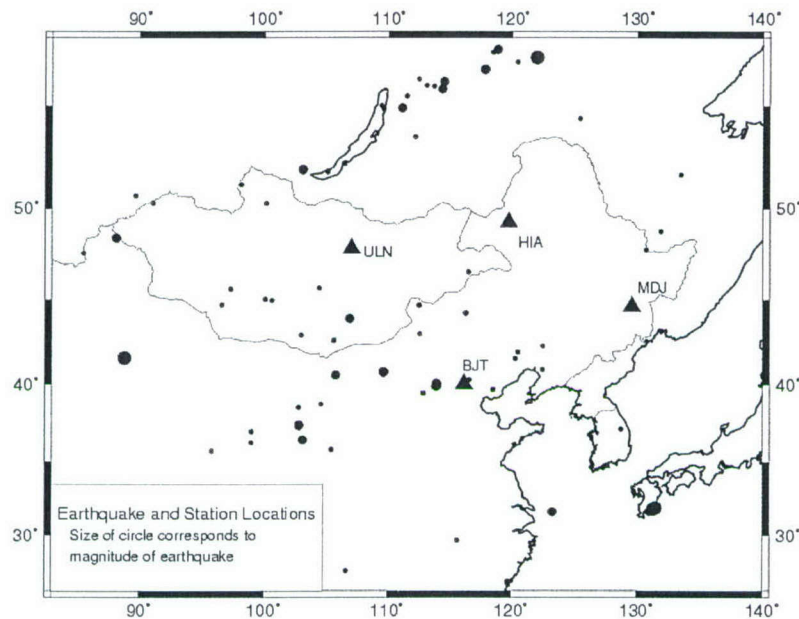 90° 100° 110° 120° 130° 140°
50° 50°
ULN
HIA
MDJ
BJT
40° 40°
Earthquake and Station Locations
Size of circle corresponds to
magnitude of earthquake
30° 30°
90° 100° 110° 120° 130° 140°